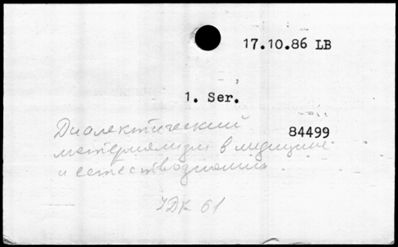 17.10.86 LB
1. Ser.
Диалектический
84499
материализм в медицине
и естествознании
УДК 61